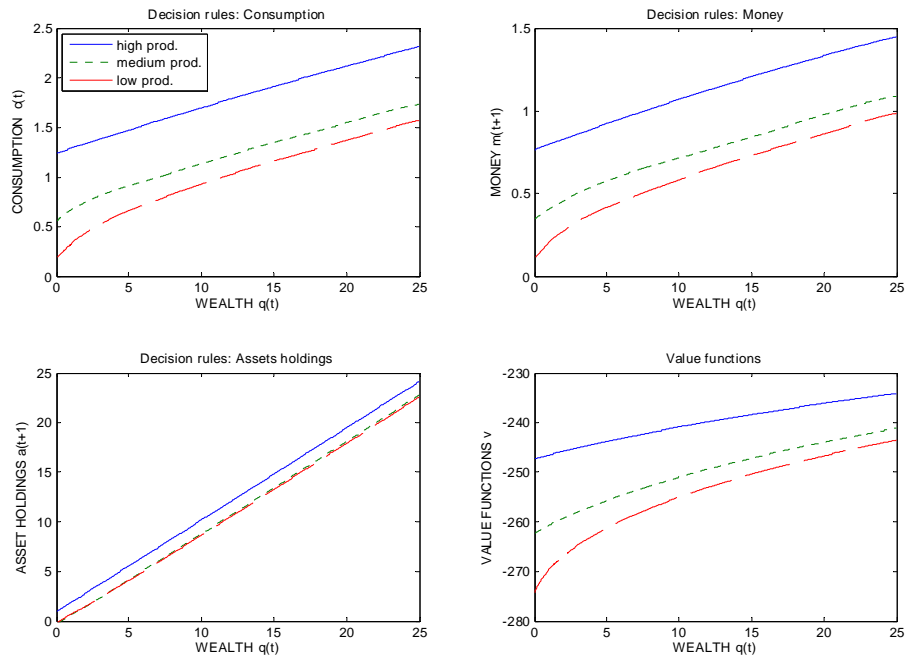 Decision rules: Consumption
2.5
2
1.5
1
0.5
0
CONSUMPTION c(t)
high prod.
medium prod.
low prod.
0 5 10 15 20 25
WEALTH q(t)
Decision rules: Money
1.5
1
0.5
0
MONEY m(t+1)
0 5 10 15 20 25
WEALTH q(t)
Decision rules: Assets holdings
25
20
15
10
5
0
ASSET HOLDINGS a(t+1)
0 5 10 15 20 25
WEALTH q(t)
Value functions
-230
-240
-250
-260
-270
-280
VALUE FUNCTIONS v
0 5 10 15 20 25
WEALTH q(t)